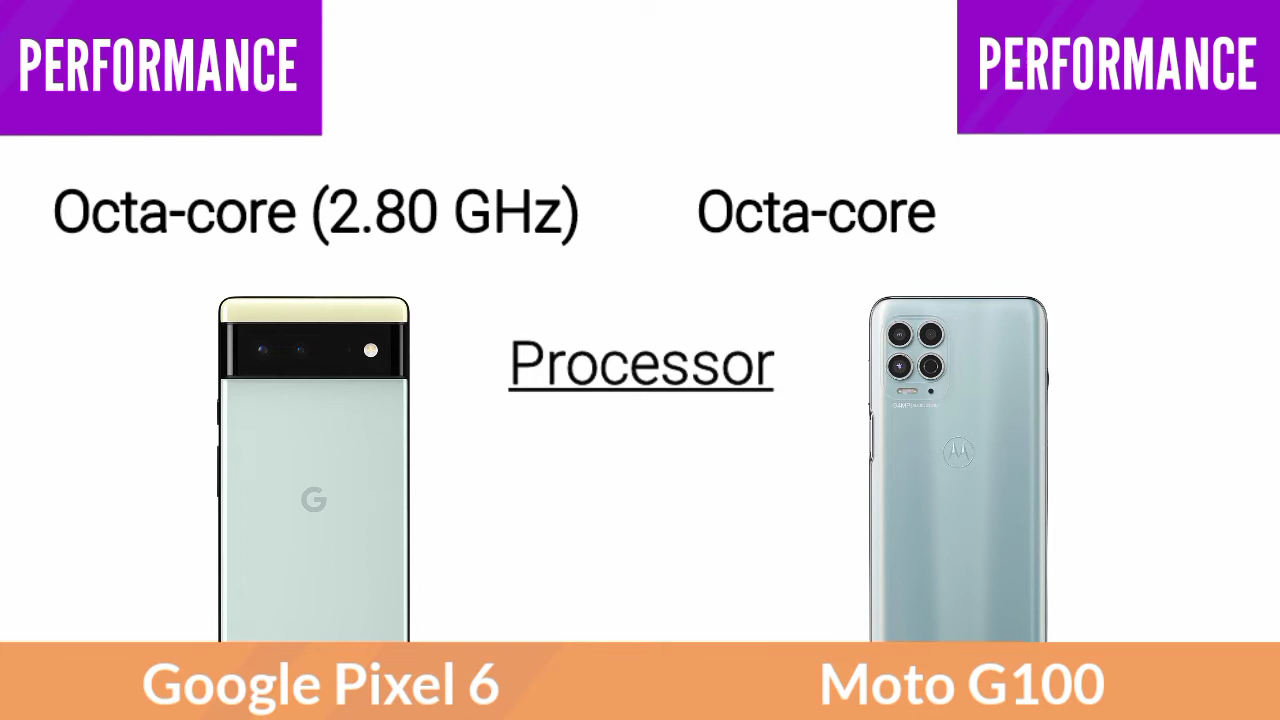 PERFORMANCE
PERFORMANCE
Octa-core (2.80 GHz)
Octa-core
Processor
G
Google Pixel 6
Moto G100